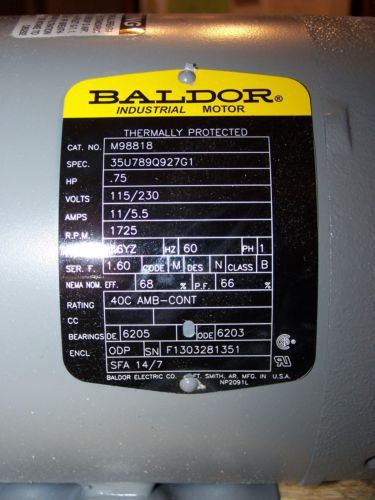 BALDOR®
INDUSTRIAL MOTOR
THERMALLY PROTECTED
CAT. NO. M98818
SPEC. 35U789Q927G1
HP .75
VOLTS 115/230
AMPS 11/5.5
R.P.M. 1725
6YZ HZ 60 PH 1
SER. F. 1.60 CODE M DES N CLASS B
NEMA NOM. EFF. 68 % P.F. 66 %
RATING 40C AMB-CONT
CC
BEARINGS DE 6205 ODE 6203
ENCL ODP SN F1303281351
SFA 14/7
BALDOR ELECTRIC CO. FT. SMITH, AR. MFG. IN U.S.A.
NP2091L